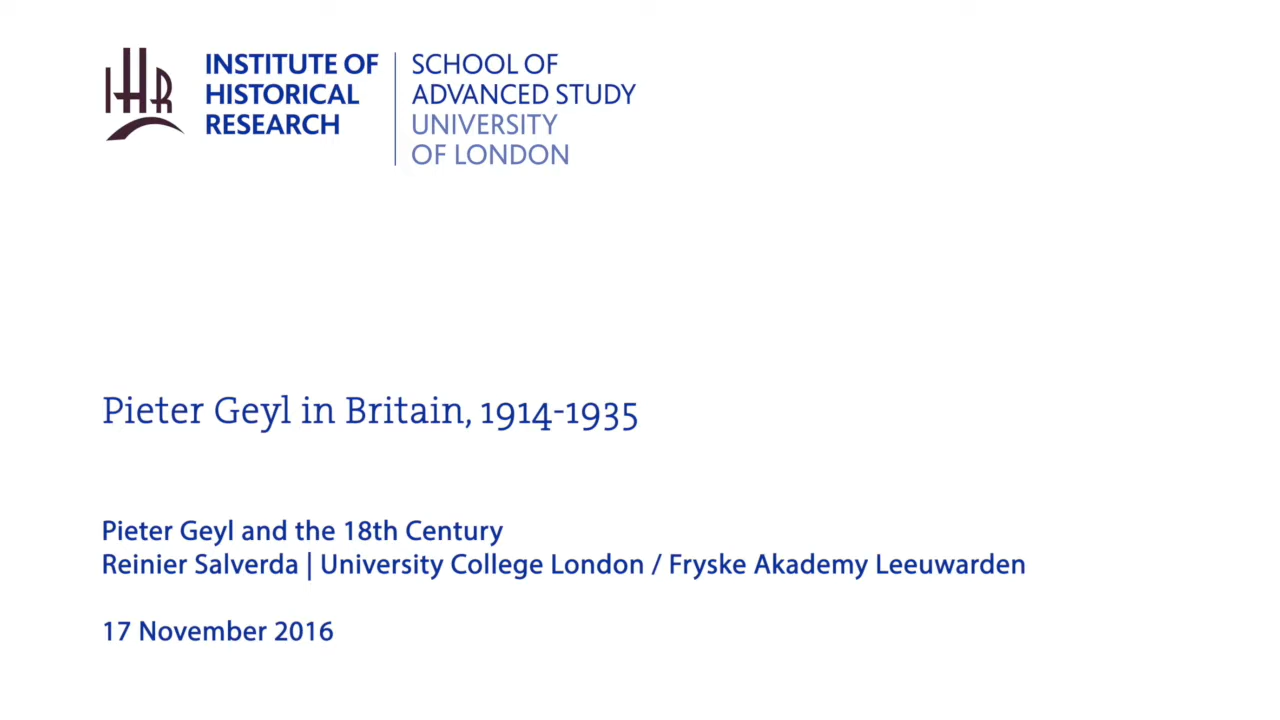 IHR
INSTITUTE OF
HISTORICAL
RESEARCH
SCHOOL OF
ADVANCED STUDY
UNIVERSITY
OF LONDON
Pieter Geyl in Britain, 1914-1935
Pieter Geyl and the 18th Century
Reinier Salverda | University College London / Fryske Akademy Leeuwarden
17 November 2016